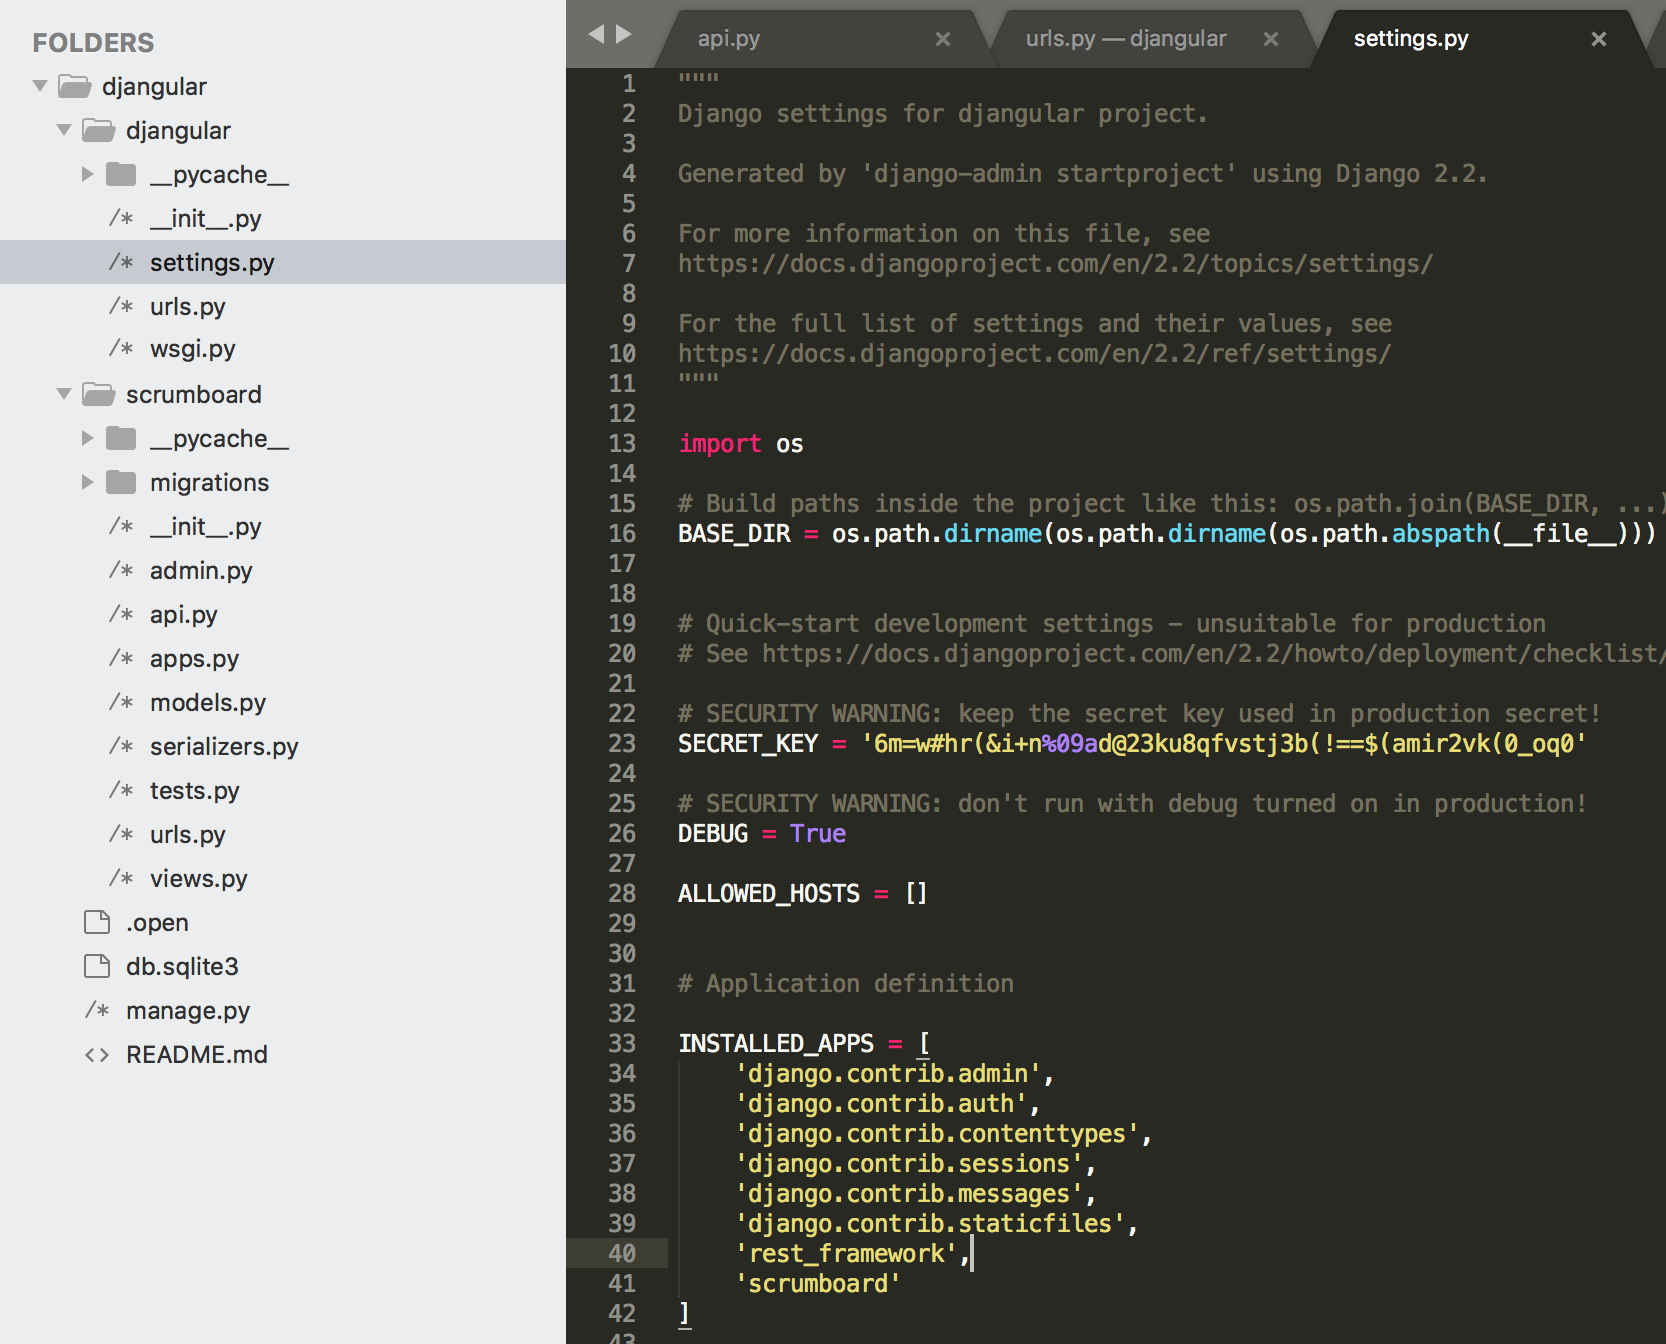 FOLDERS
djangular
djangular
__pycache__
/* __init__.py
/* settings.py
/* urls.py
/* wsgi.py
scrumboard
__pycache__
migrations
/* __init__.py
/* admin.py
/* api.py
/* apps.py
/* models.py
/* serializers.py
/* tests.py
/* urls.py
/* views.py
.open
db.sqlite3
/* manage.py
<> README.md
api.py × urls.py — djangular × settings.py ×
1 """
2 Django settings for djangular project.
3
4 Generated by 'django-admin startproject' using Django 2.2.
5
6 For more information on this file, see
7 https://docs.djangoproject.com/en/2.2/topics/settings/
8
9 For the full list of settings and their values, see
10 https://docs.djangoproject.com/en/2.2/ref/settings/
11 """
12
13 import os
14
15 # Build paths inside the project like this: os.path.join(BASE_DIR, ...)
16 BASE_DIR = os.path.dirname(os.path.dirname(os.path.abspath(__file__)))
17
18
19 # Quick-start development settings - unsuitable for production
20 # See https://docs.djangoproject.com/en/2.2/howto/deployment/checklist/
21
22 # SECURITY WARNING: keep the secret key used in production secret!
23 SECRET_KEY = '6m=w#hr(&i+n%09ad@23ku8qfvstj3b(!==$(amir2vk(0_oq0'
24
25 # SECURITY WARNING: don't run with debug turned on in production!
26 DEBUG = True
27
28 ALLOWED_HOSTS = []
29
30
31 # Application definition
32
33 INSTALLED_APPS = [
34 'django.contrib.admin',
35 'django.contrib.auth',
36 'django.contrib.contenttypes',
37 'django.contrib.sessions',
38 'django.contrib.messages',
39 'django.contrib.staticfiles',
40 'rest_framework',
41 'scrumboard'
42 ]
43